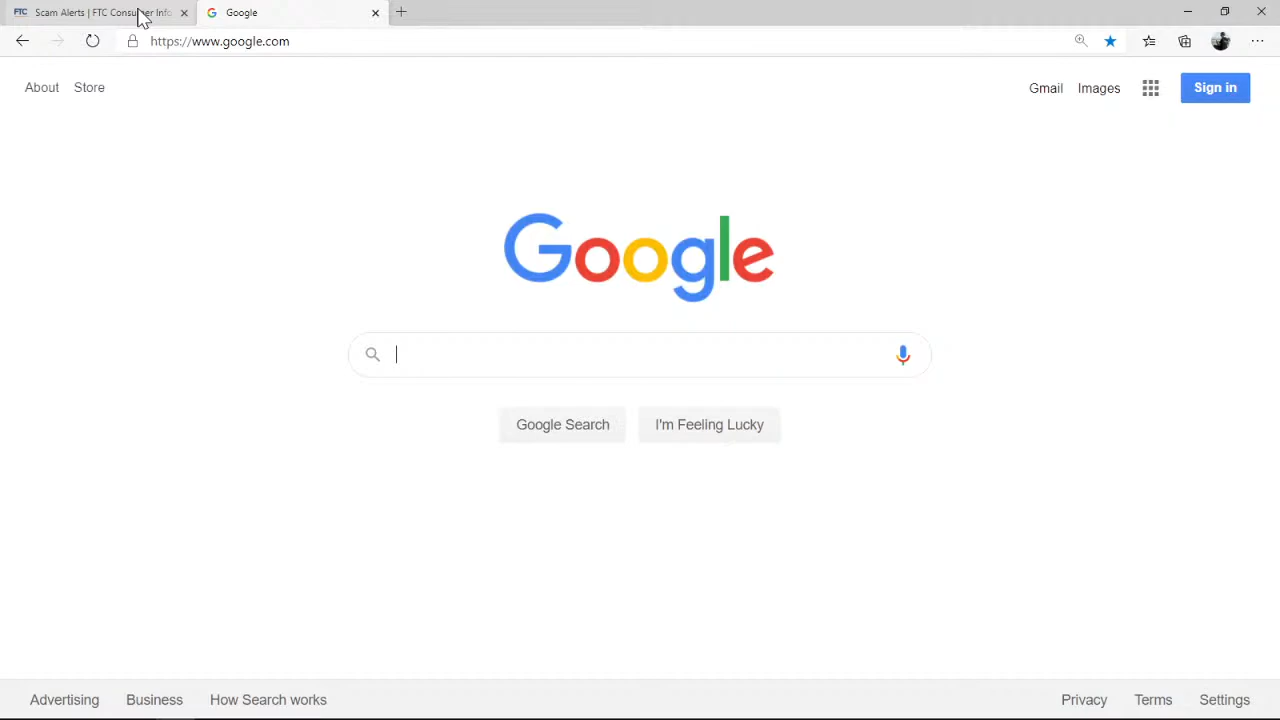 FTC Scam Alerts | FTC Consumer Info
Google
https://www.google.com
About Store
Gmail Images Sign in
Google
Google Search I'm Feeling Lucky
Advertising Business How Search works
Privacy Terms Settings